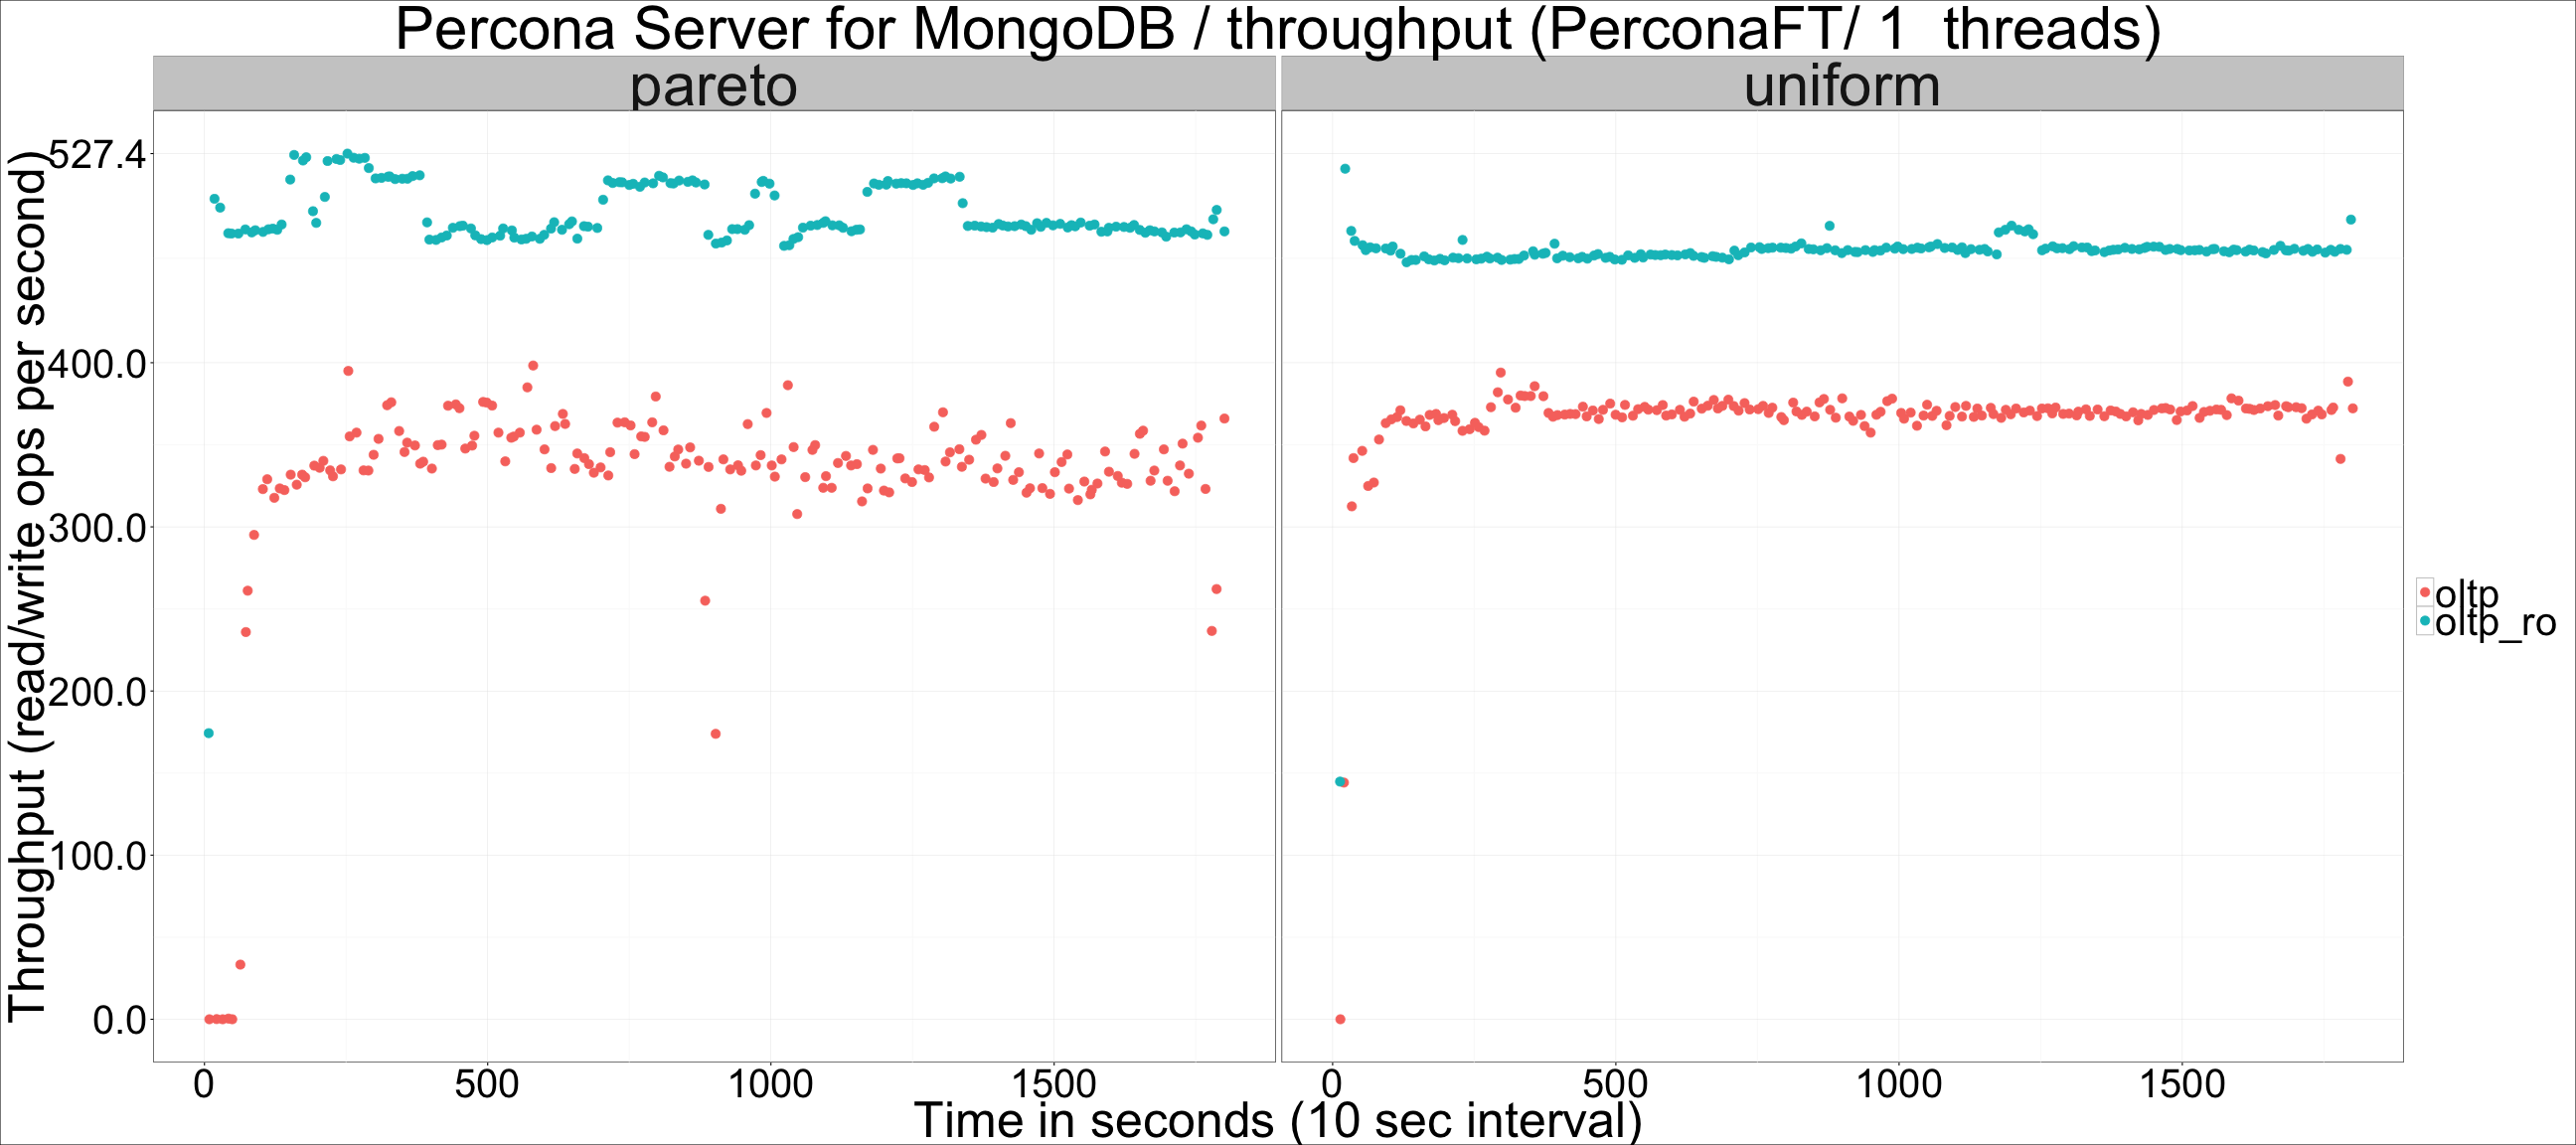 Percona Server for MongoDB / throughput (PerconaFT/ 1  threads)
pareto
uniform
Throughput (read/write ops per second)
527.4
400.0
300.0
200.0
100.0
0.0
oltp
oltp_ro
0 500 1000 1500
0 500 1000 1500
Time in seconds (10 sec interval)